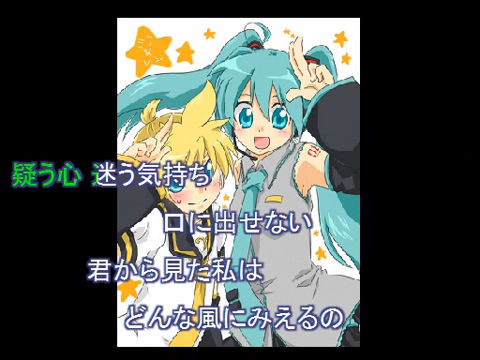 疑う心 迷う気持ち
口に出せない
君から見た私は
どんな風にみえるの